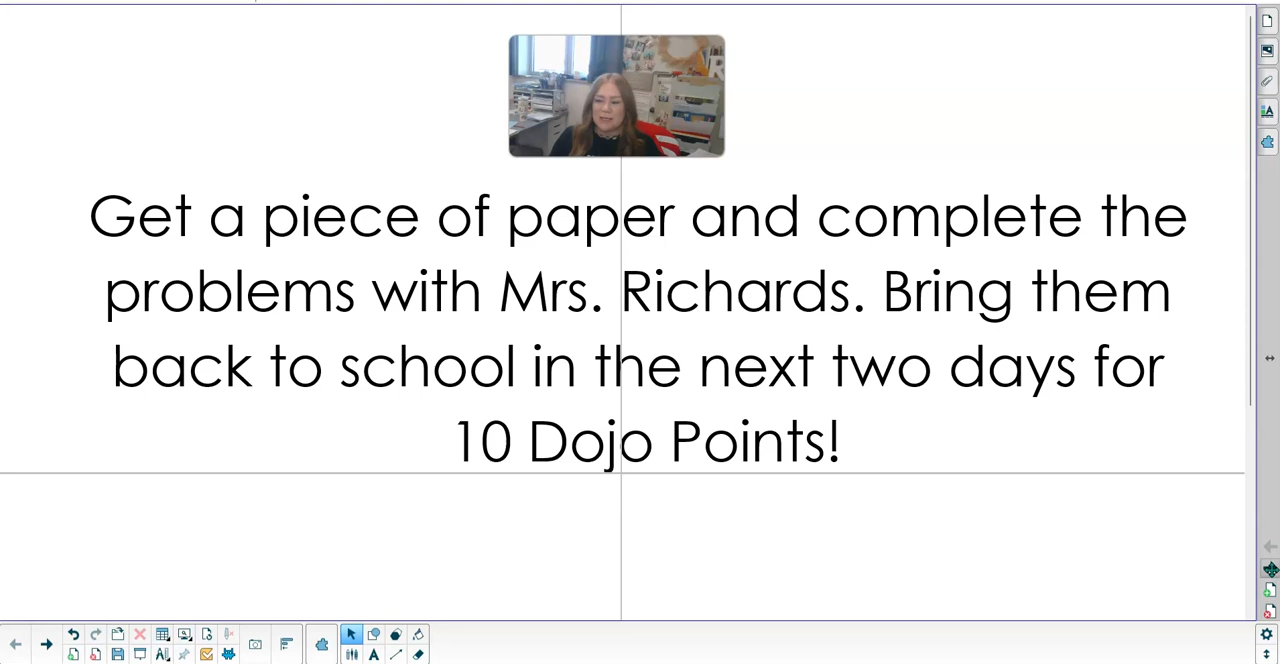 Get a piece of paper and complete the
problems with Mrs. Richards. Bring them
back to school in the next two days for
10 Dojo Points!